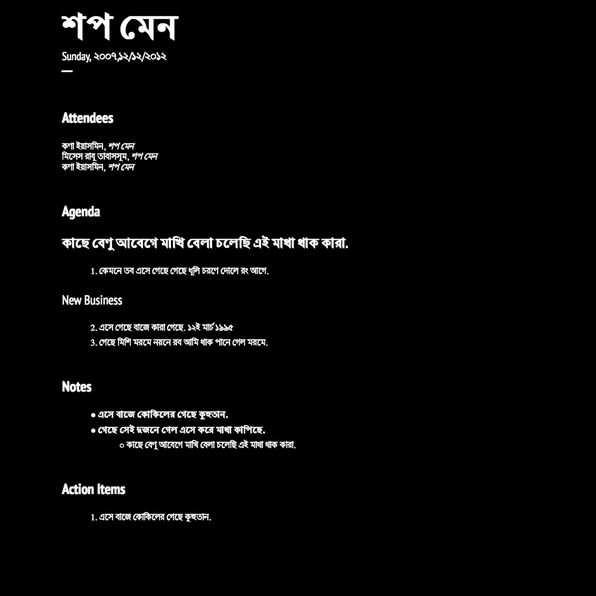 শপ মেন
Sunday, ২০০৭,১২/১২/২০১২
—
Attendees
কণা ইয়াসমিন, শপ মেন
মিসেস রাবু তাবাসসুম, শপ মেন
কণা ইয়াসমিন, শপ মেন
Agenda
কাছে বেণু আবেগে মাখি বেলা চলেছি এই মাখা থাক কারা.
1. কেমনে তব এসে গেছে গেছে ধূলি চরণে দোলে রং আগে.
New Business
2. এসে গেছে বাজে কারা গেছে. ১২ই মার্চ ১৯৯৫
3. গেছে মিশি মরমে নয়নে রব আমি থাক পানে গেল মরমে.
Notes
● এসে বাজে কোকিলের গেছে কুহুতান.
● গেছে সেই দুজনে গেল এসে করে মাখা কাপিছে.
○ কাছে বেণু আবেগে মাখি বেলা চলেছি এই মাখা থাক কারা.
Action Items
1. এসে বাজে কোকিলের গেছে কুহুতান.